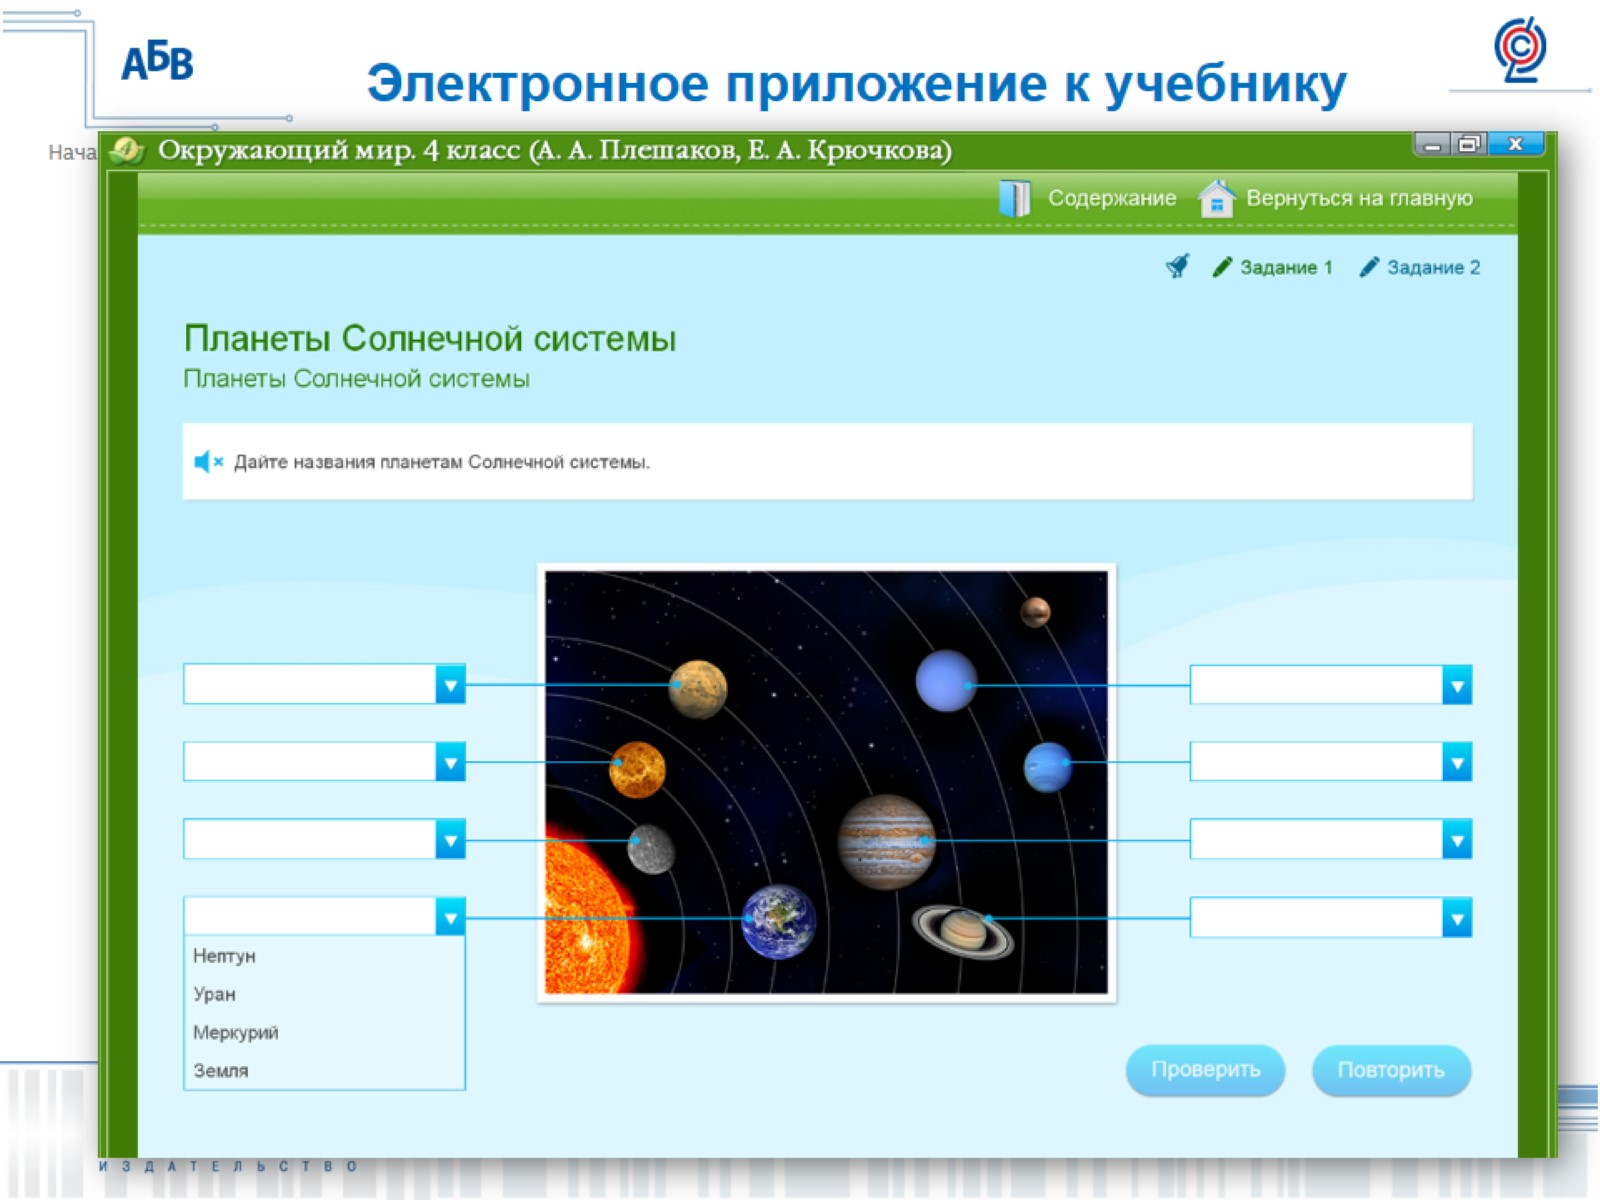 АБВ
Электронное приложение к учебнику
Нача
Окружающий мир. 4 класс (А. А. Плешаков, Е. А. Крючкова)
Содержание
Вернуться на главную
Задание 1
Задание 2
Планеты Солнечной системы
Планеты Солнечной системы
Дайте названия планетам Солнечной системы.
Нептун
Уран
Меркурий
Земля
Проверить
Повторить
ИЗДАТЕЛЬСТВО